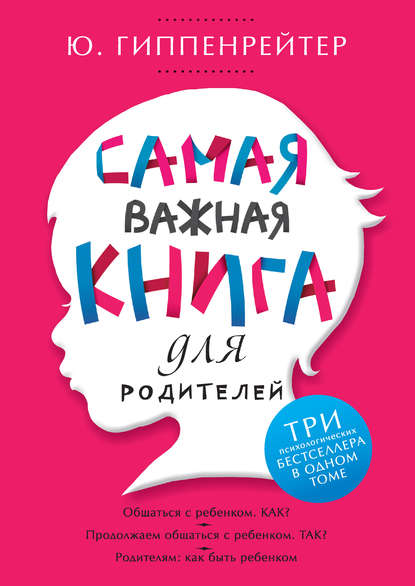 Ю. ГИППЕНРЕЙТЕР
САМАЯ
ВАЖНАЯ
КНИГА
для
РОДИТЕЛЕЙ
ТРИ
психологических
БЕСТСЕЛЛЕРА
В ОДНОМ
ТОМЕ
Общаться с ребенком. КАК?
Продолжаем общаться с ребенком. ТАК?
Родителям: как быть ребенком